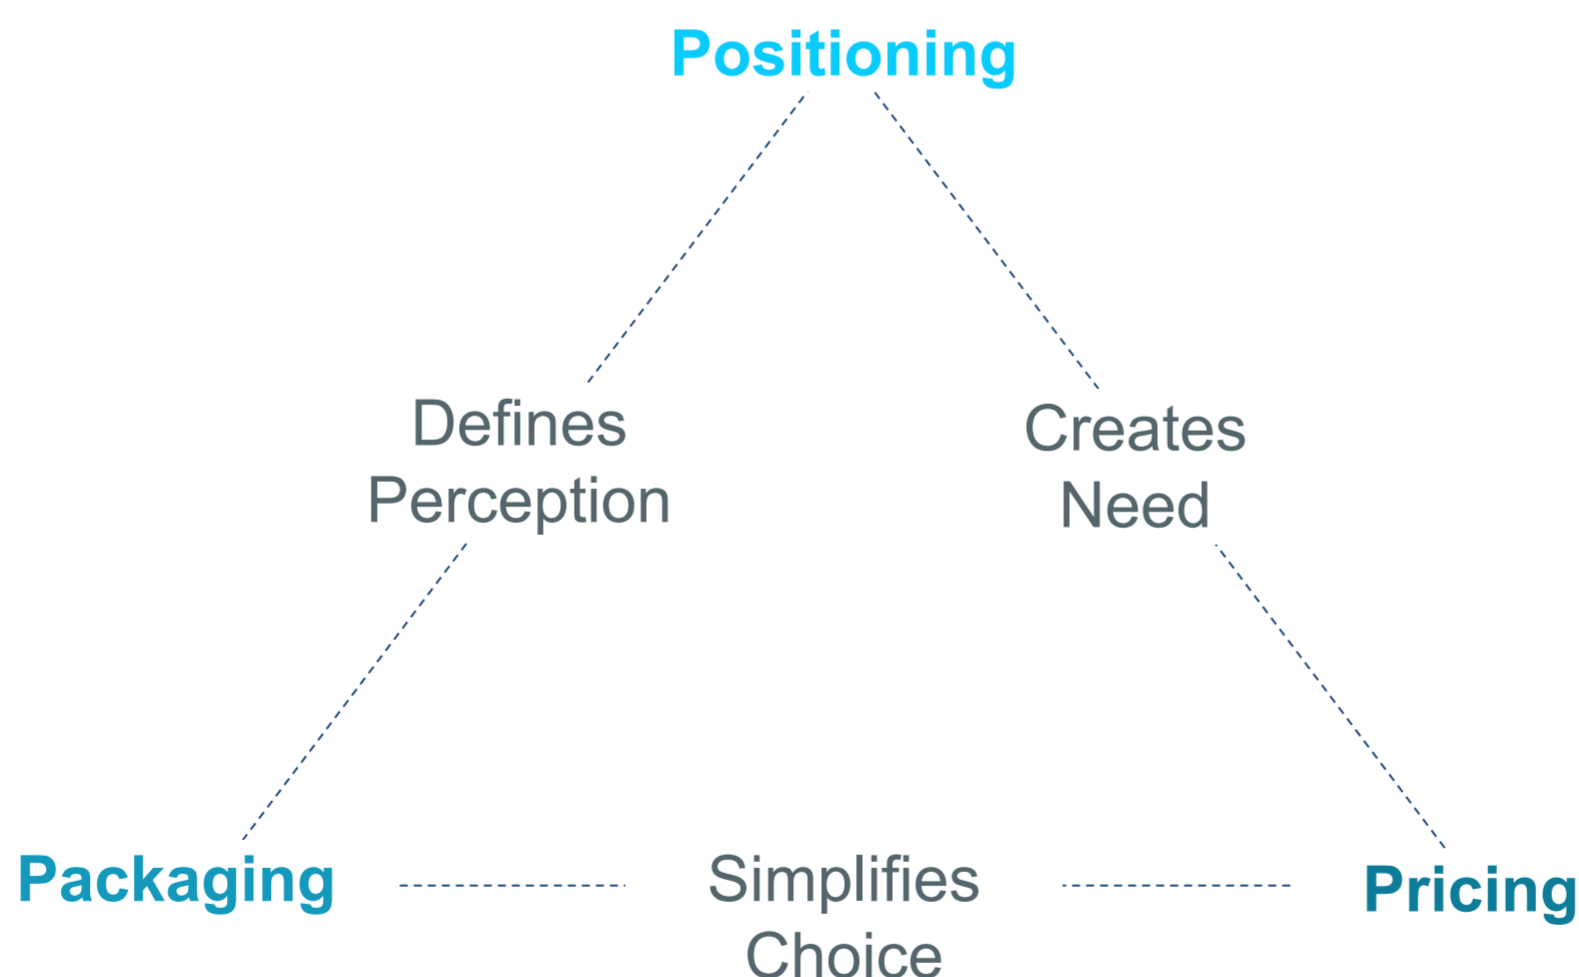 Positioning
Defines
Perception
Creates
Need
Packaging
Simplifies
Choice
Pricing